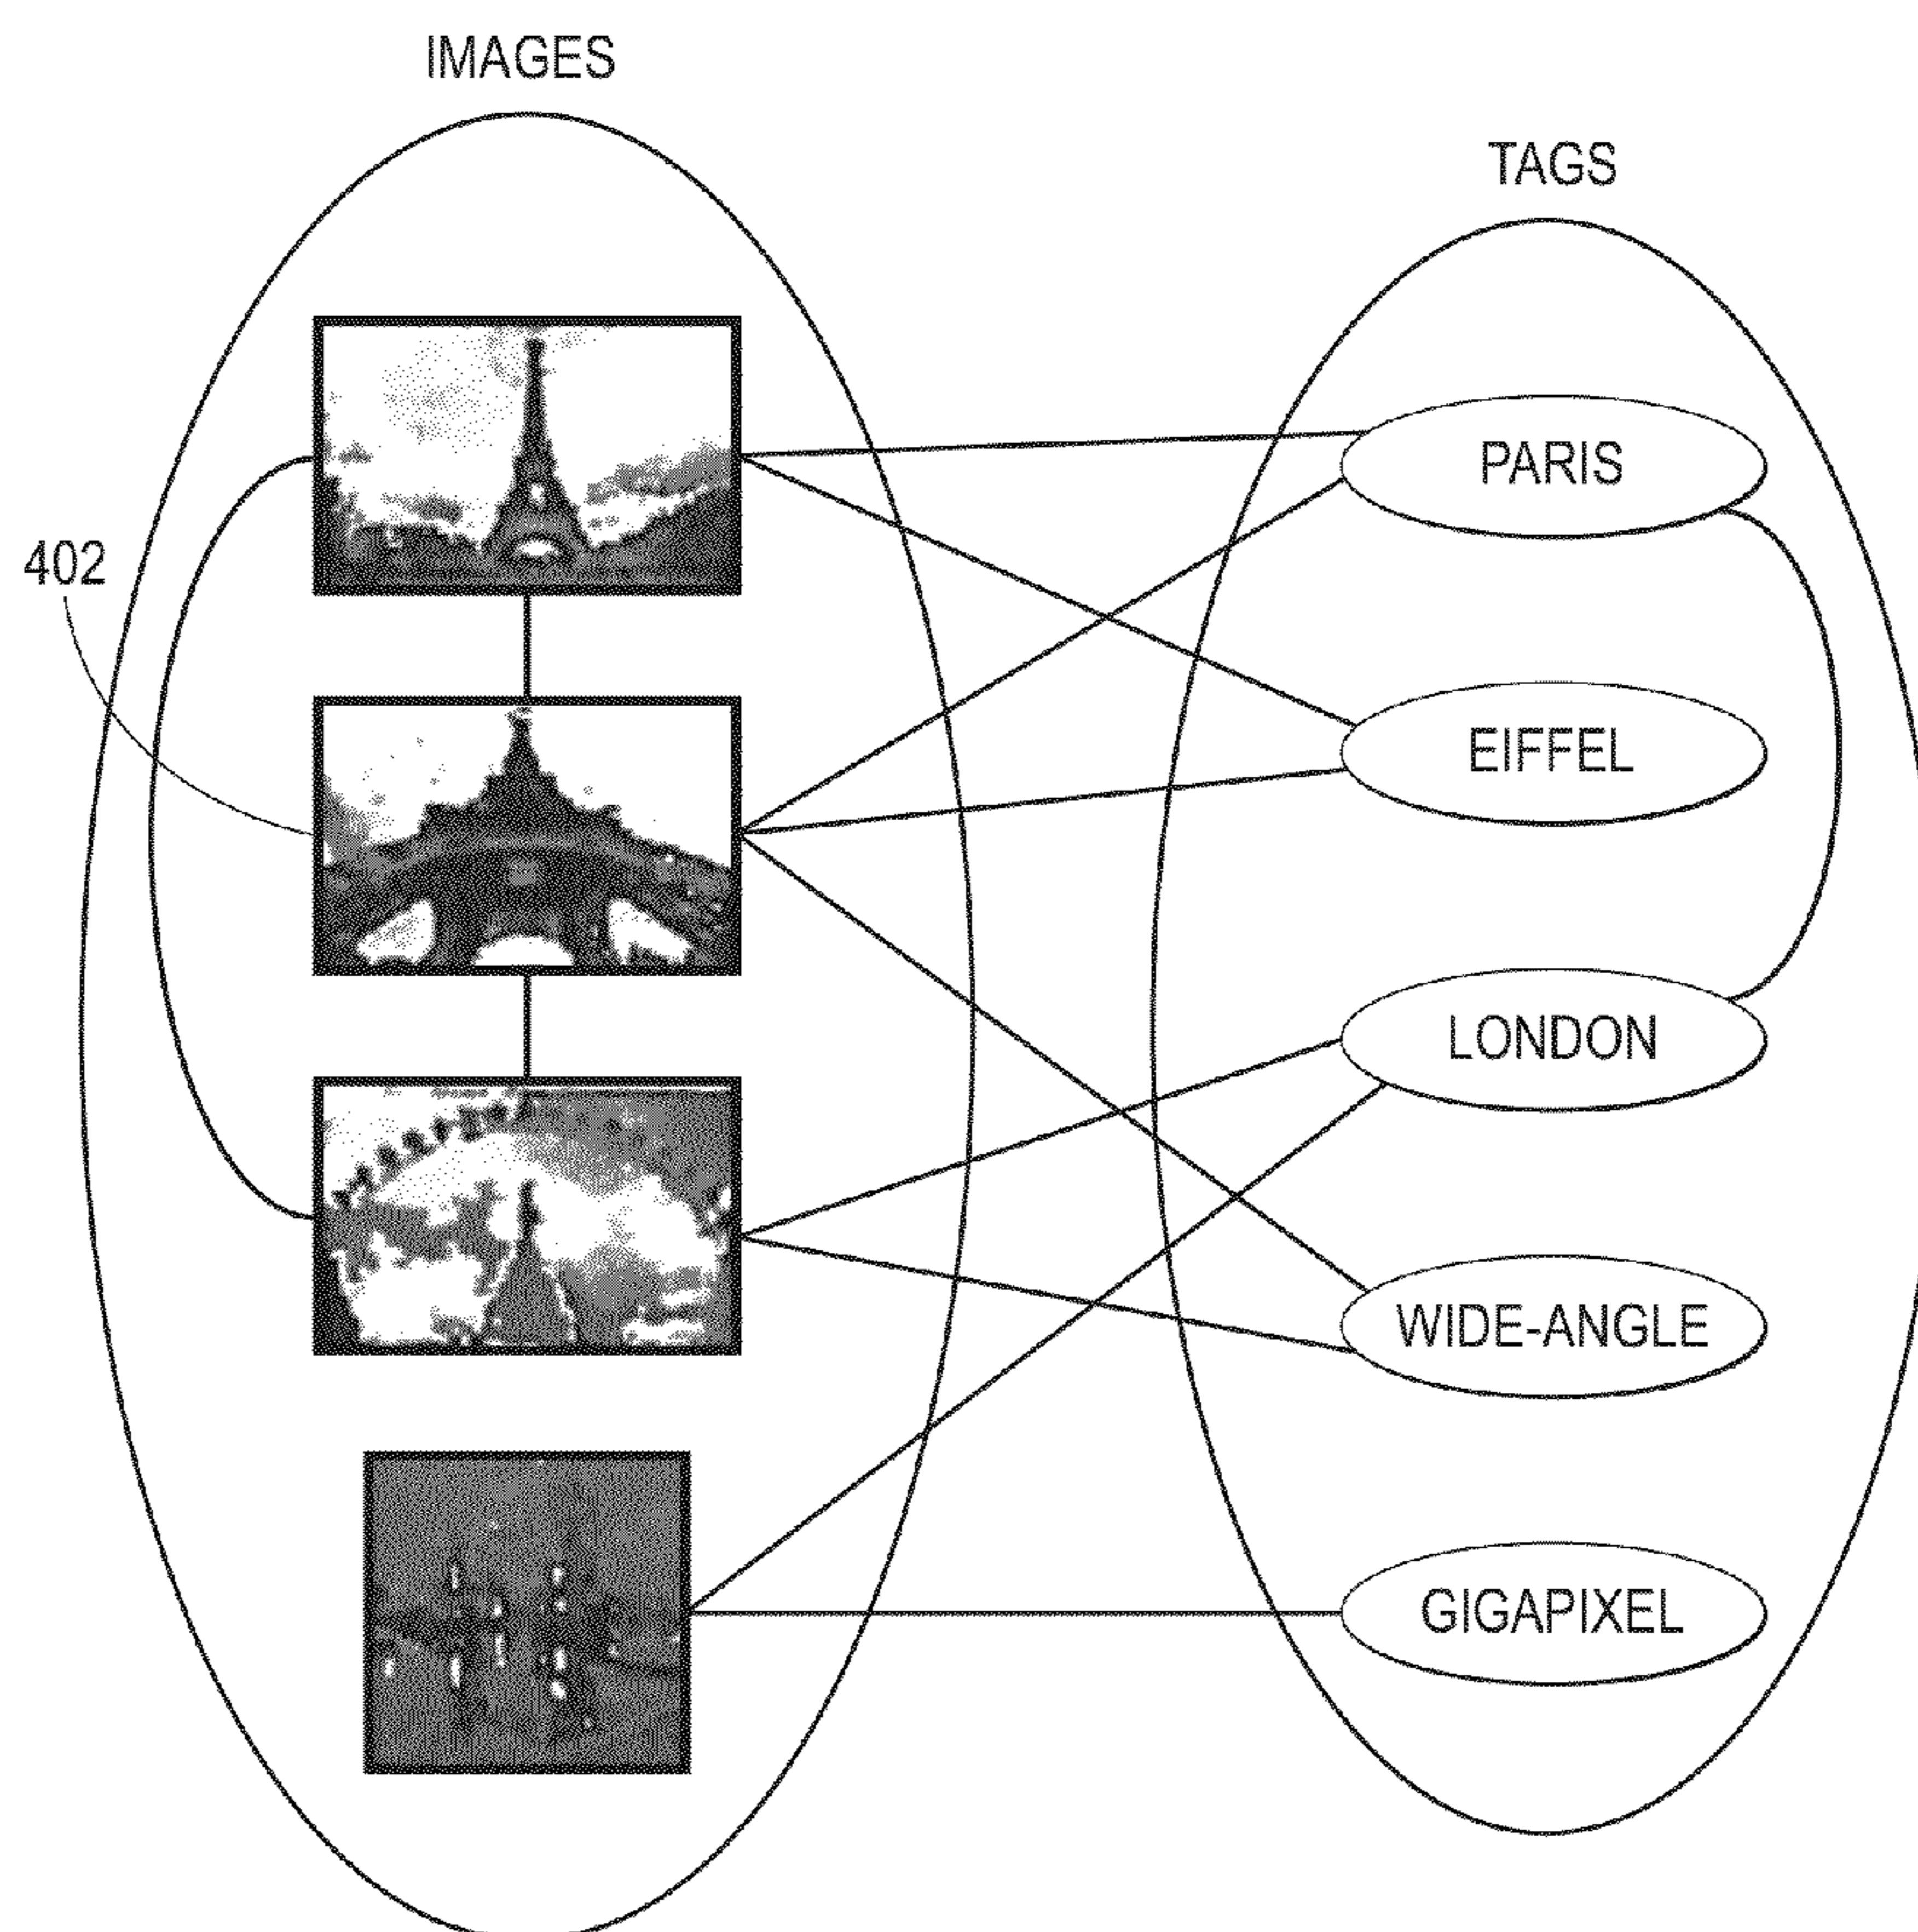 IMAGES
TAGS
402
PARIS
EIFFEL
LONDON
WIDE-ANGLE
GIGAPIXEL